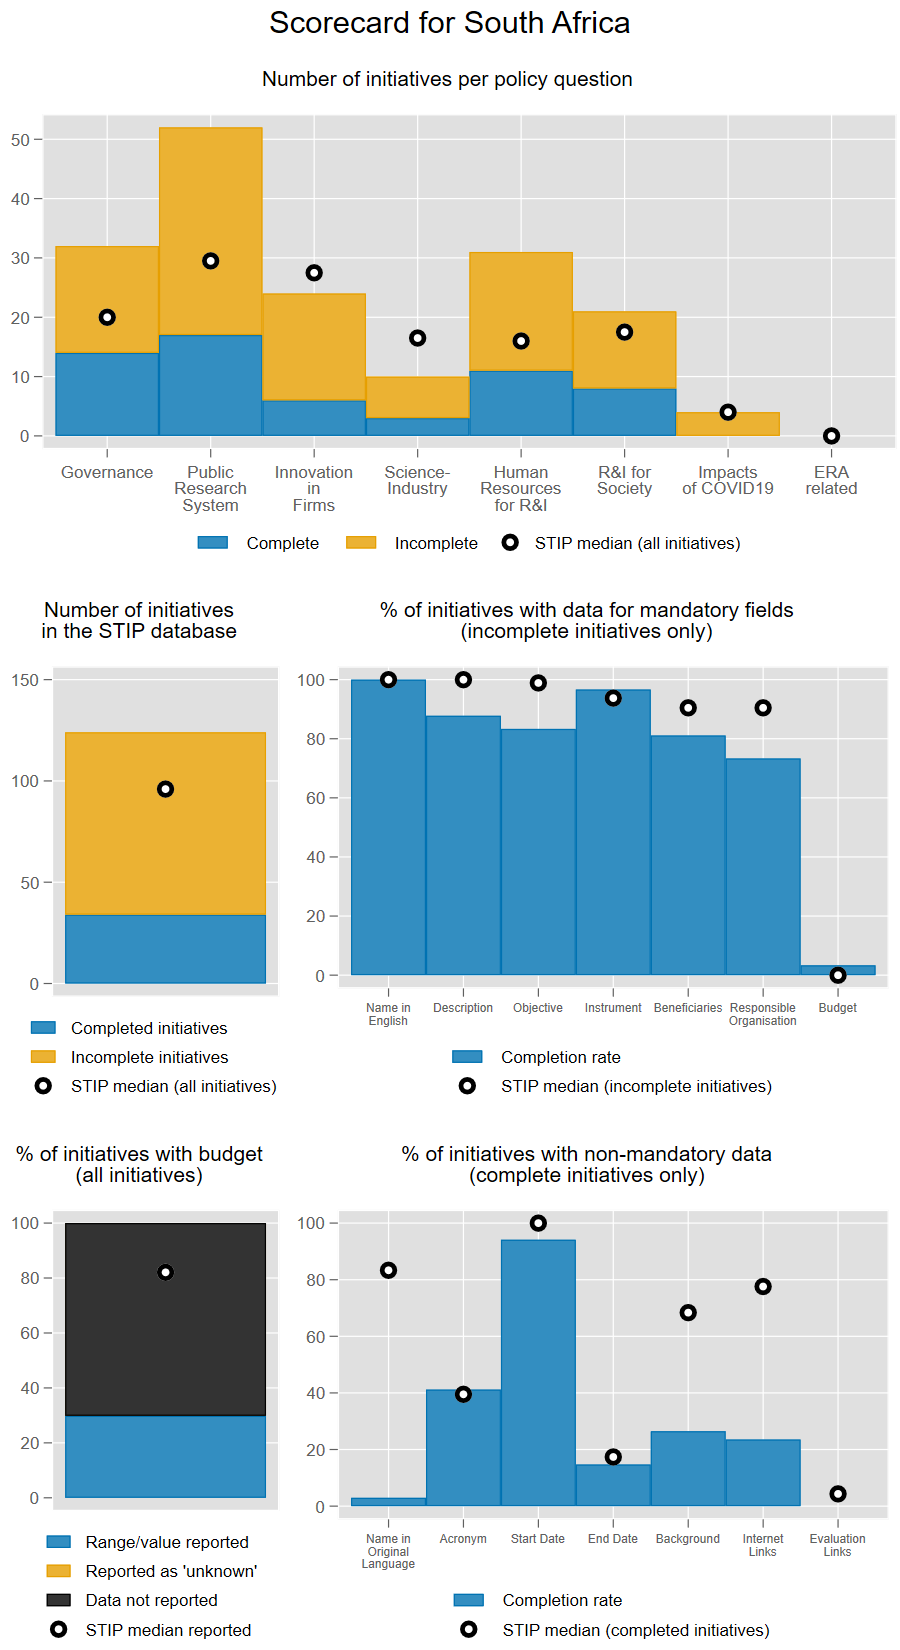 Scorecard for South Africa
Number of initiatives per policy question
50
40
30
20
10
0
Governance
Public
Research
System
Innovation
in
Firms
Science-
Industry
Human
Resources
for R&I
R&I for
Society
Impacts
of COVID19
ERA
related
Complete
Incomplete
STIP median (all initiatives)
Number of initiatives
in the STIP database
150
100
50
0
Completed initiatives
Incomplete initiatives
STIP median (all initiatives)
% of initiatives with data for mandatory fields
(incomplete initiatives only)
100
80
60
40
20
0
Name in
English
Description
Objective
Instrument
Beneficiaries
Responsible
Organisation
Budget
Completion rate
STIP median (incomplete initiatives)
% of initiatives with budget
(all initiatives)
100
80
60
40
20
0
Range/value reported
Reported as 'unknown'
Data not reported
STIP median reported
% of initiatives with non-mandatory data
(complete initiatives only)
100
80
60
40
20
0
Name in
Original
Language
Acronym
Start Date
End Date
Background
Internet
Links
Evaluation
Links
Completion rate
STIP median (completed initiatives)